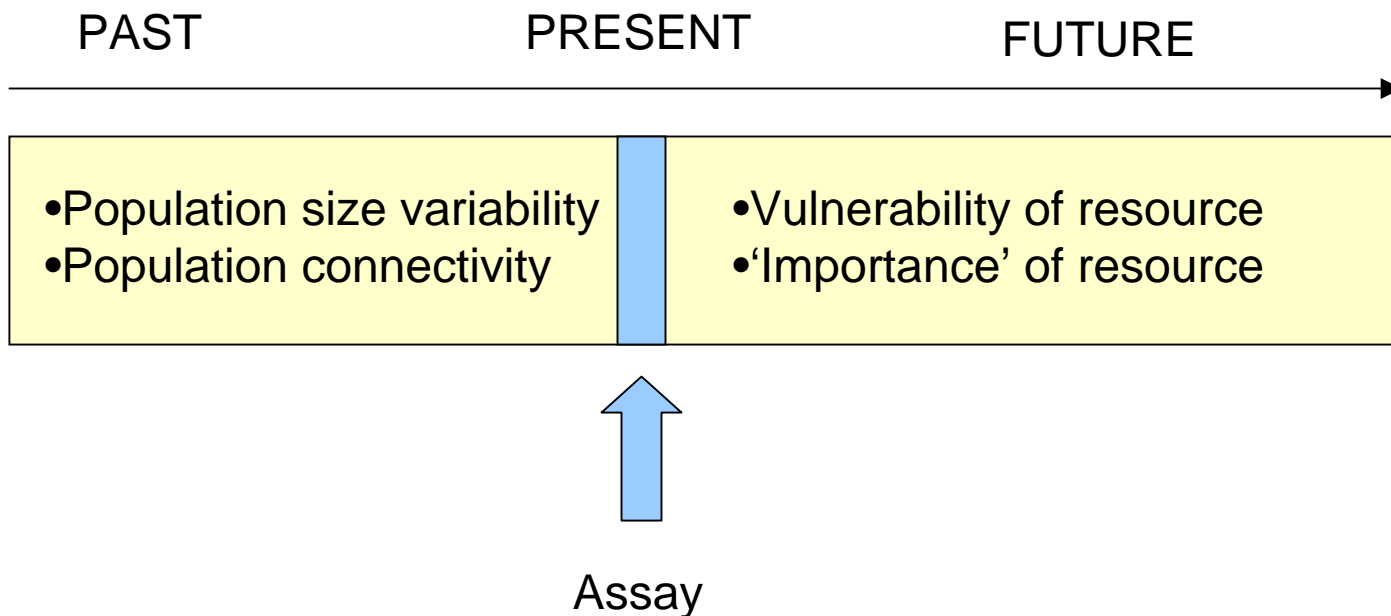 PAST PRESENT FUTURE
•Population size variability
•Population connectivity
•Vulnerability of resource
•‘Importance’ of resource
Assay